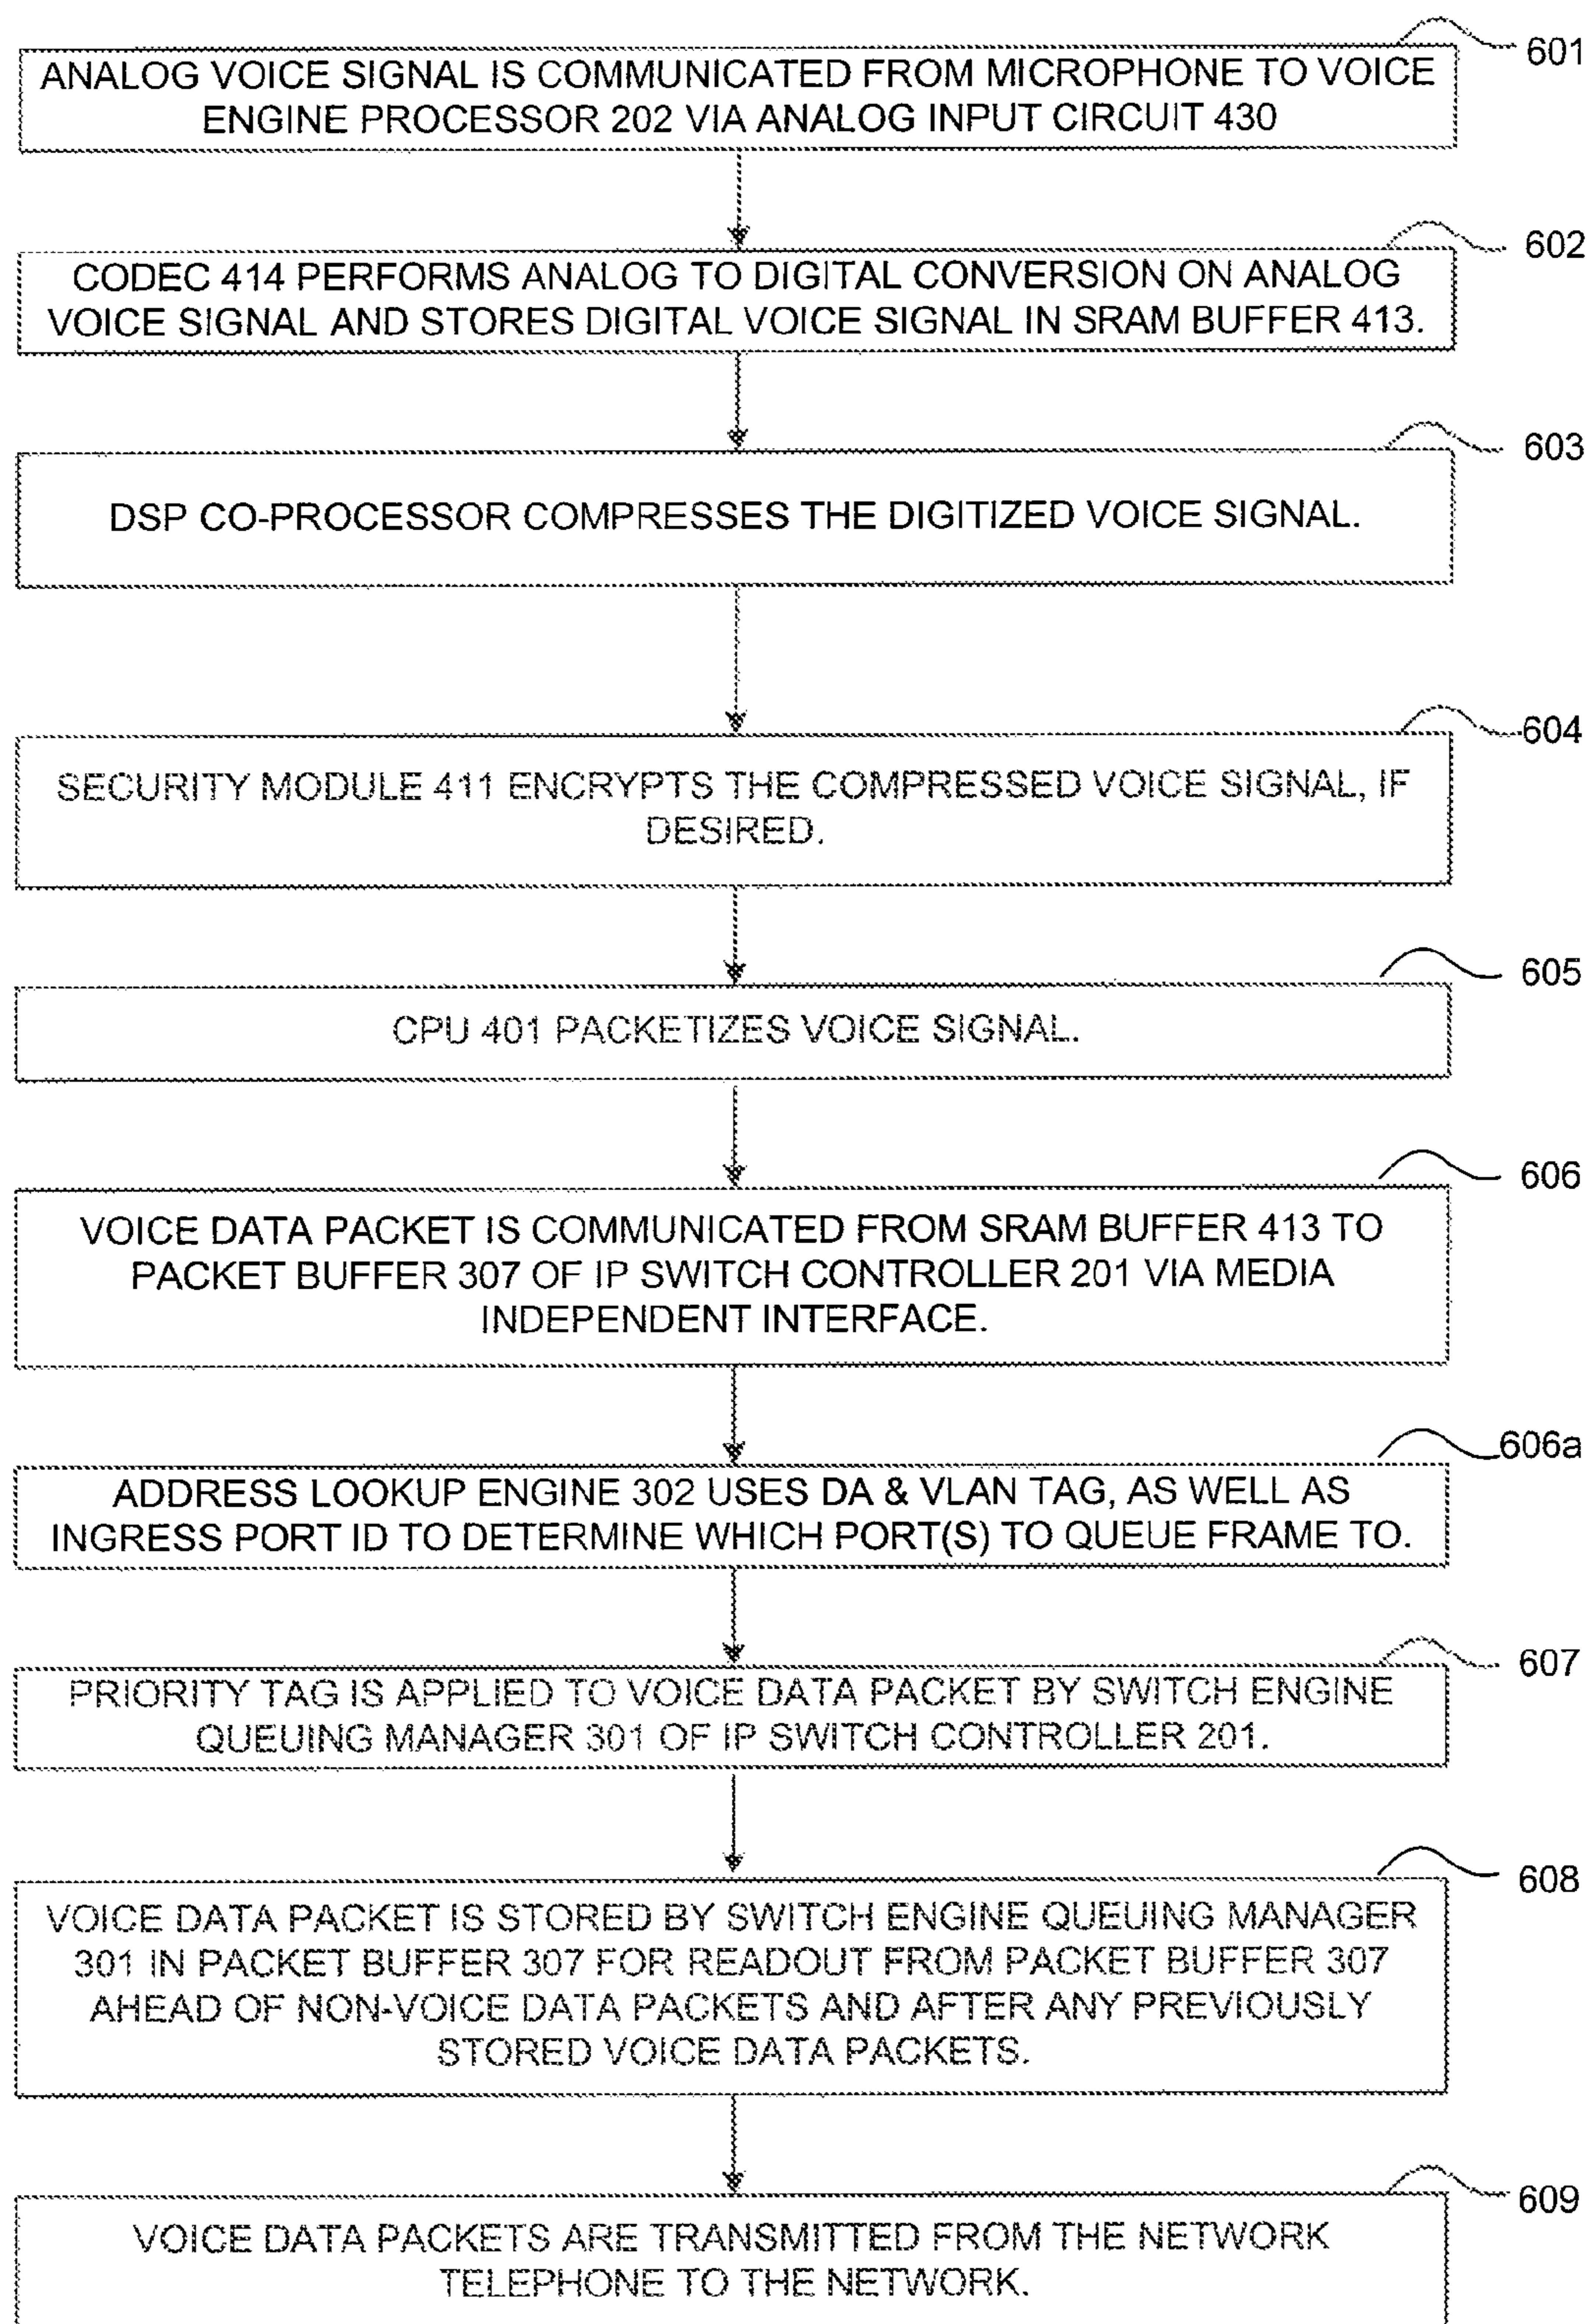 601
ANALOG VOICE SIGNAL IS COMMUNICATED FROM MICROPHONE TO VOICE
ENGINE PROCESSOR 202 VIA ANALOG INPUT CIRCUIT 430
602
CODEC 414 PERFORMS ANALOG TO DIGITAL CONVERSION ON ANALOG
VOICE SIGNAL AND STORES DIGITAL VOICE SIGNAL IN SRAM BUFFER 413.
603
DSP CO-PROCESSOR COMPRESSES THE DIGITIZED VOICE SIGNAL.
604
SECURITY MODULE 411 ENCRYPTS THE COMPRESSED VOICE SIGNAL, IF
DESIRED.
605
CPU 401 PACKETIZES VOICE SIGNAL.
606
VOICE DATA PACKET IS COMMUNICATED FROM SRAM BUFFER 413 TO
PACKET BUFFER 307 OF IP SWITCH CONTROLLER 201 VIA MEDIA
INDEPENDENT INTERFACE.
606a
ADDRESS LOOKUP ENGINE 302 USES DA & VLAN TAG, AS WELL AS
INGRESS PORT ID TO DETERMINE WHICH PORT(S) TO QUEUE FRAME TO.
607
PRIORITY TAG IS APPLIED TO VOICE DATA PACKET BY SWITCH ENGINE
QUEUING MANAGER 301 OF IP SWITCH CONTROLLER 201.
608
VOICE DATA PACKET IS STORED BY SWITCH ENGINE QUEUING MANAGER
301 IN PACKET BUFFER 307 FOR READOUT FROM PACKET BUFFER 307
AHEAD OF NON-VOICE DATA PACKETS AND AFTER ANY PREVIOUSLY
STORED VOICE DATA PACKETS.
609
VOICE DATA PACKETS ARE TRANSMITTED FROM THE NETWORK
TELEPHONE TO THE NETWORK.